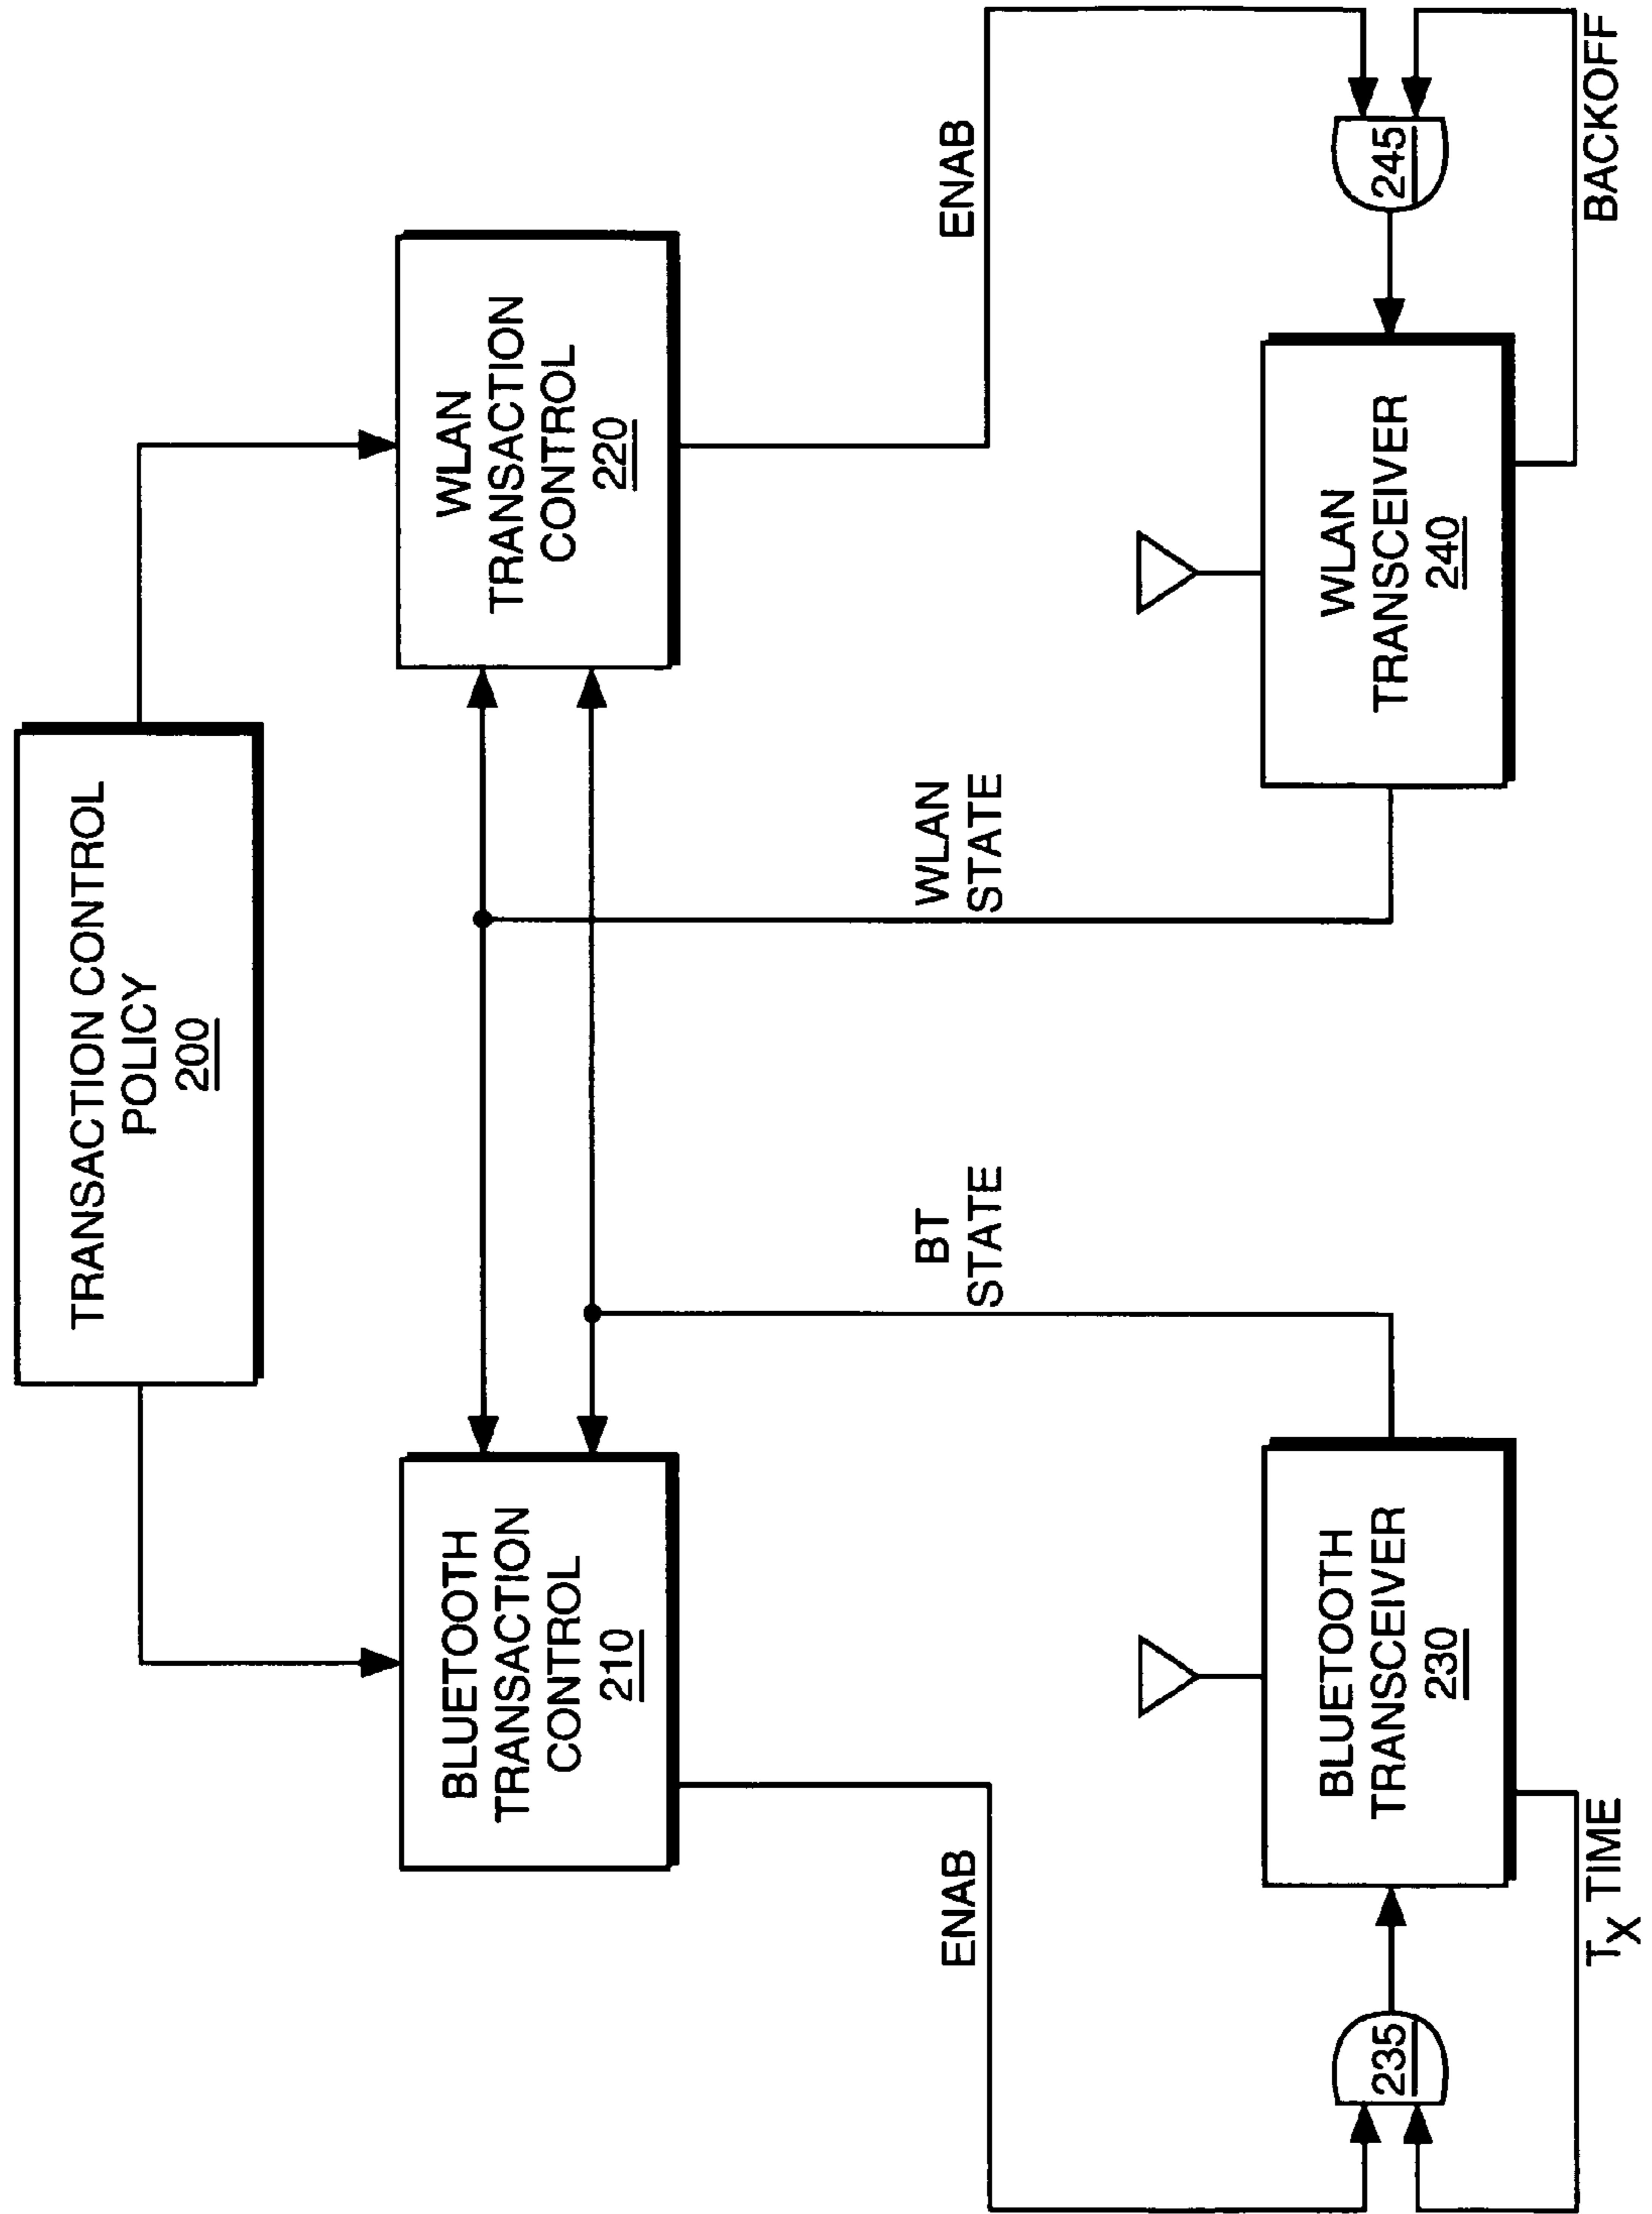 TRANSACTION CONTROL
POLICY
200
BLUETOOTH
TRANSACTION
CONTROL
210
WLAN
TRANSACTION
CONTROL
220
ENAB
BT
STATE
WLAN
STATE
ENAB
235
BLUETOOTH
TRANSCEIVER
230
WLAN
TRANSCEIVER
240
245
TX TIME
BACKOFF